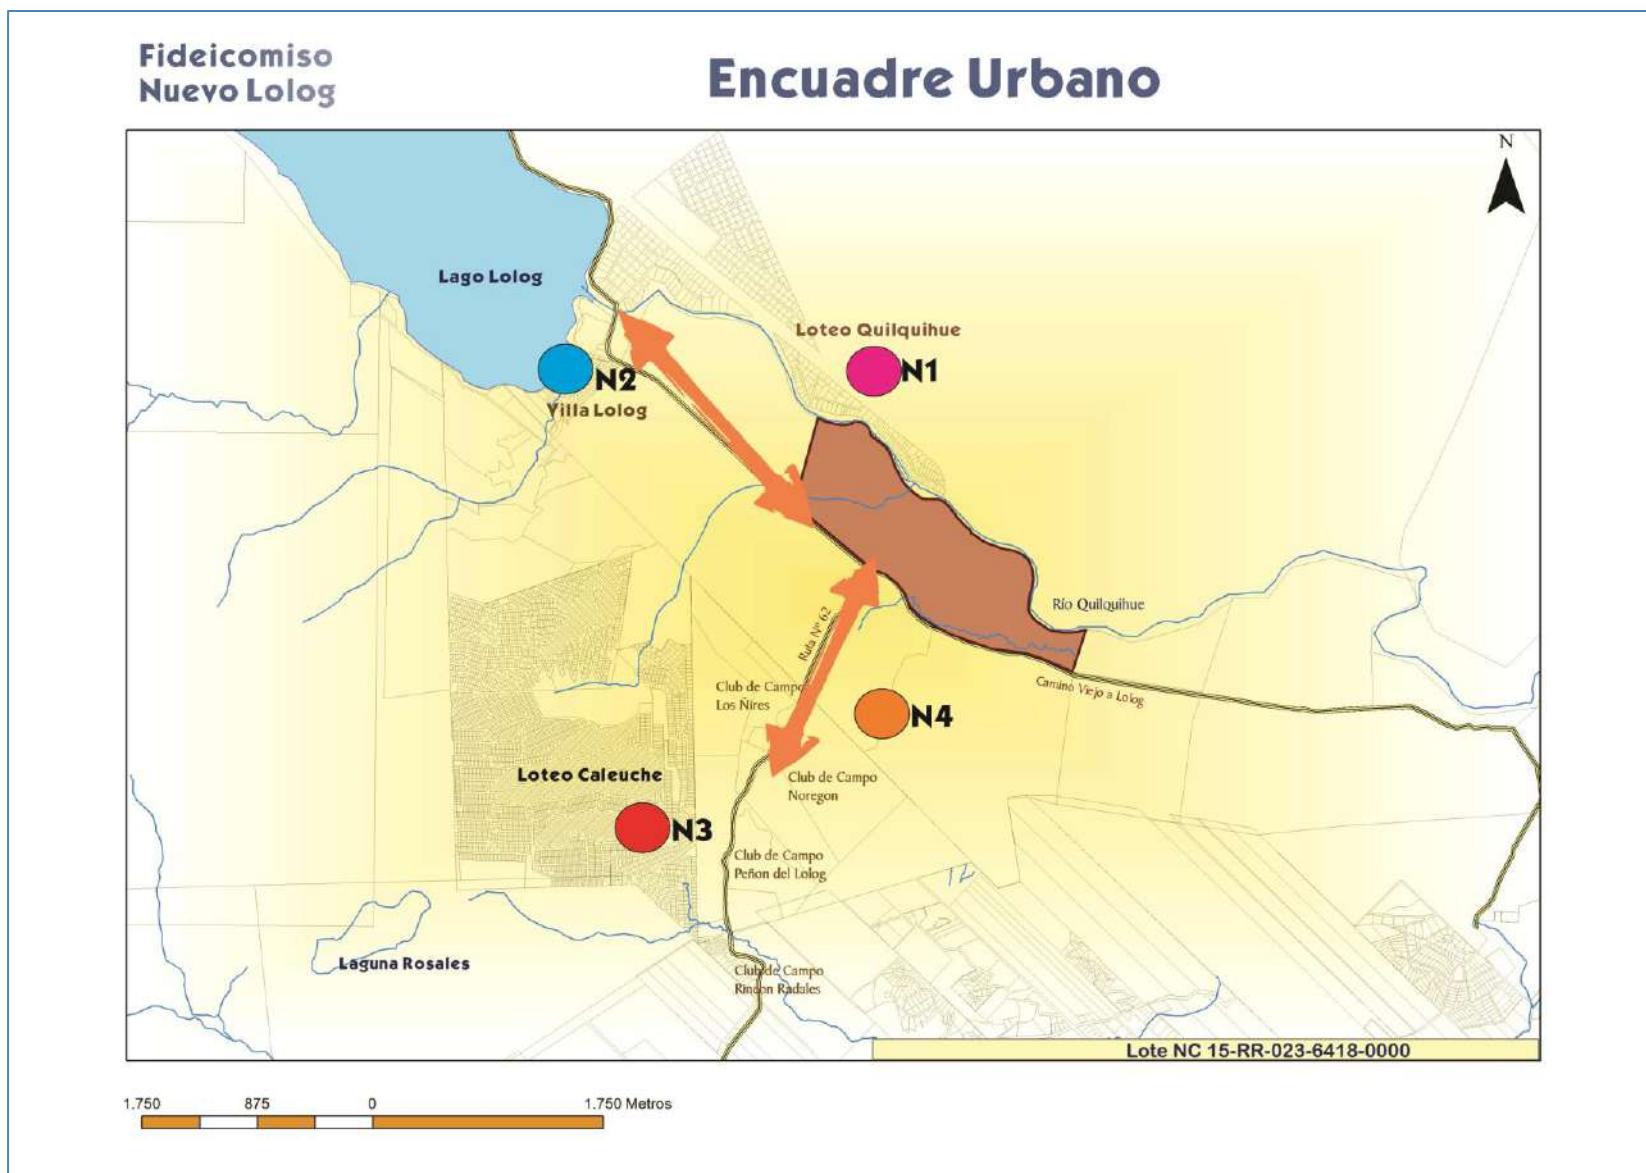 Fideicomiso
Nuevo Lolog
Encuadre Urbano
N
Lago Lolog
Loteo Quilquihue
N1
N2
Villa Lolog
Río Quilquihue
Ruta Nº 62
Camino Viejo a Lolog
Club de Campo
Los Ñires
N4
Loteo Caleuche
Club de Campo
Noregon
N3
Club de Campo
Peñon del Lolog
12
Laguna Rosales
Club de Campo
Rincon Radales
Lote NC 15-RR-023-6418-0000
1.750 875 0 1.750 Metros